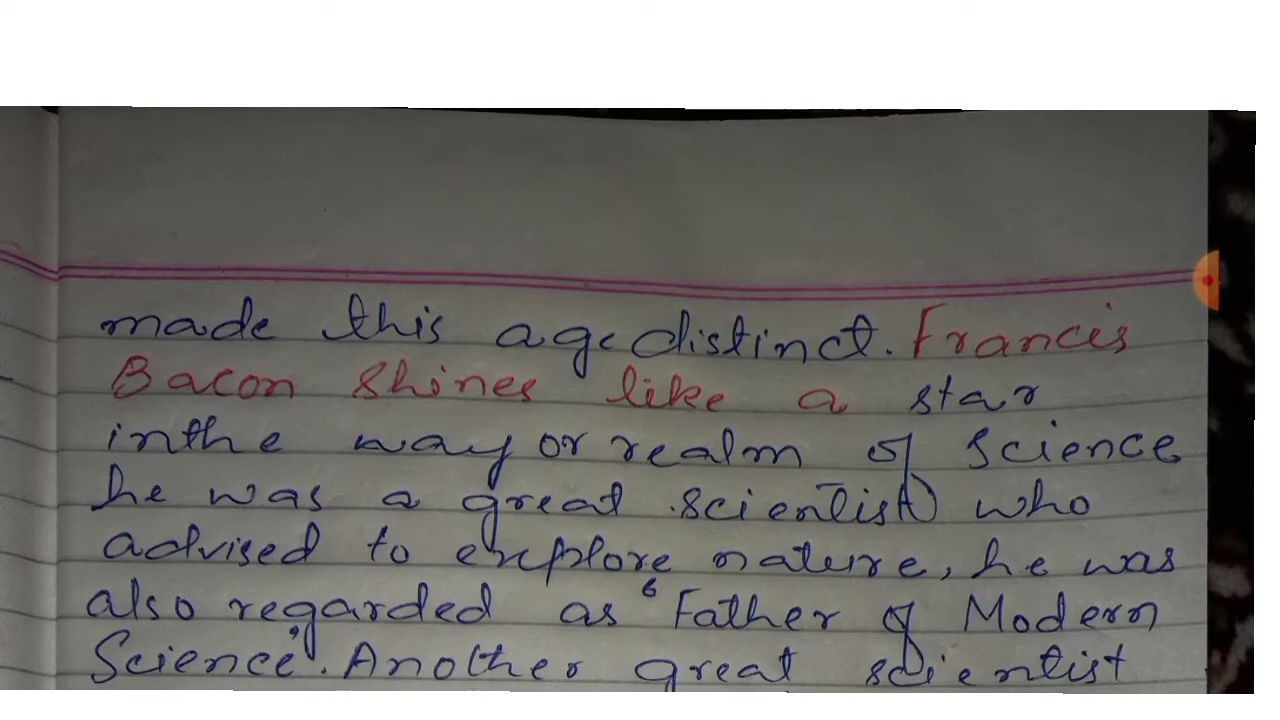 made this age distinct. Francis
Bacon shines like a star
in the way or realm of Science
he was a great scientist who
advised to explore nature, he was
also regarded as 'Father of Modern
Science'. Another great scientist